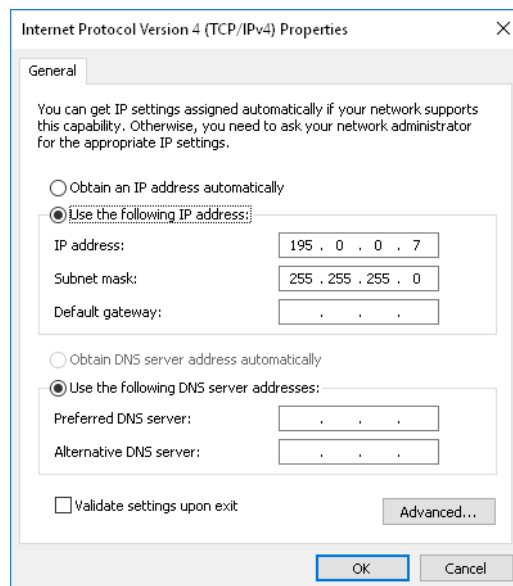 Internet Protocol Version 4 (TCP/IPv4) Properties
General
You can get IP settings assigned automatically if your network supports
this capability. Otherwise, you need to ask your network administrator
for the appropriate IP settings.
Obtain an IP address automatically
Use the following IP address:
IP address: 195 . 0 . 0 . 7
Subnet mask: 255 . 255 . 255 . 0
Default gateway: . . .
Obtain DNS server address automatically
Use the following DNS server addresses:
Preferred DNS server: . . .
Alternative DNS server: . . .
Validate settings upon exit
Advanced...
OK Cancel